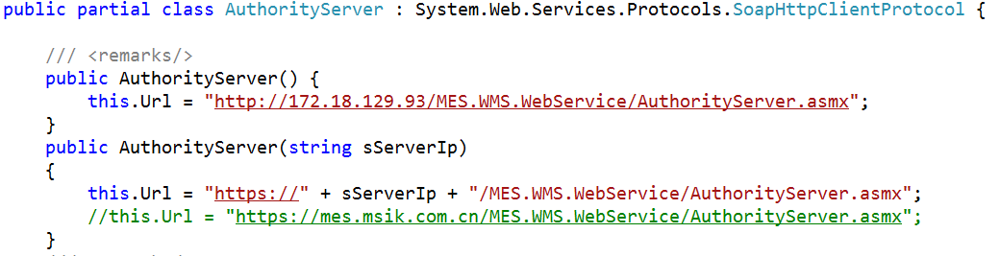 public partial class AuthorityServer : System.Web.Services.Protocols.SoapHttpClientProtocol {
/// <remarks/>
public AuthorityServer() {
this.Url = "http://172.18.129.93/MES.WMS.WebService/AuthorityServer.asmx";
}
public AuthorityServer(string sServerIp)
{
this.Url = "https://" + sServerIp + "/MES.WMS.WebService/AuthorityServer.asmx";
//this.Url = "https://mes.msik.com.cn/MES.WMS.WebService/AuthorityServer.asmx";
}